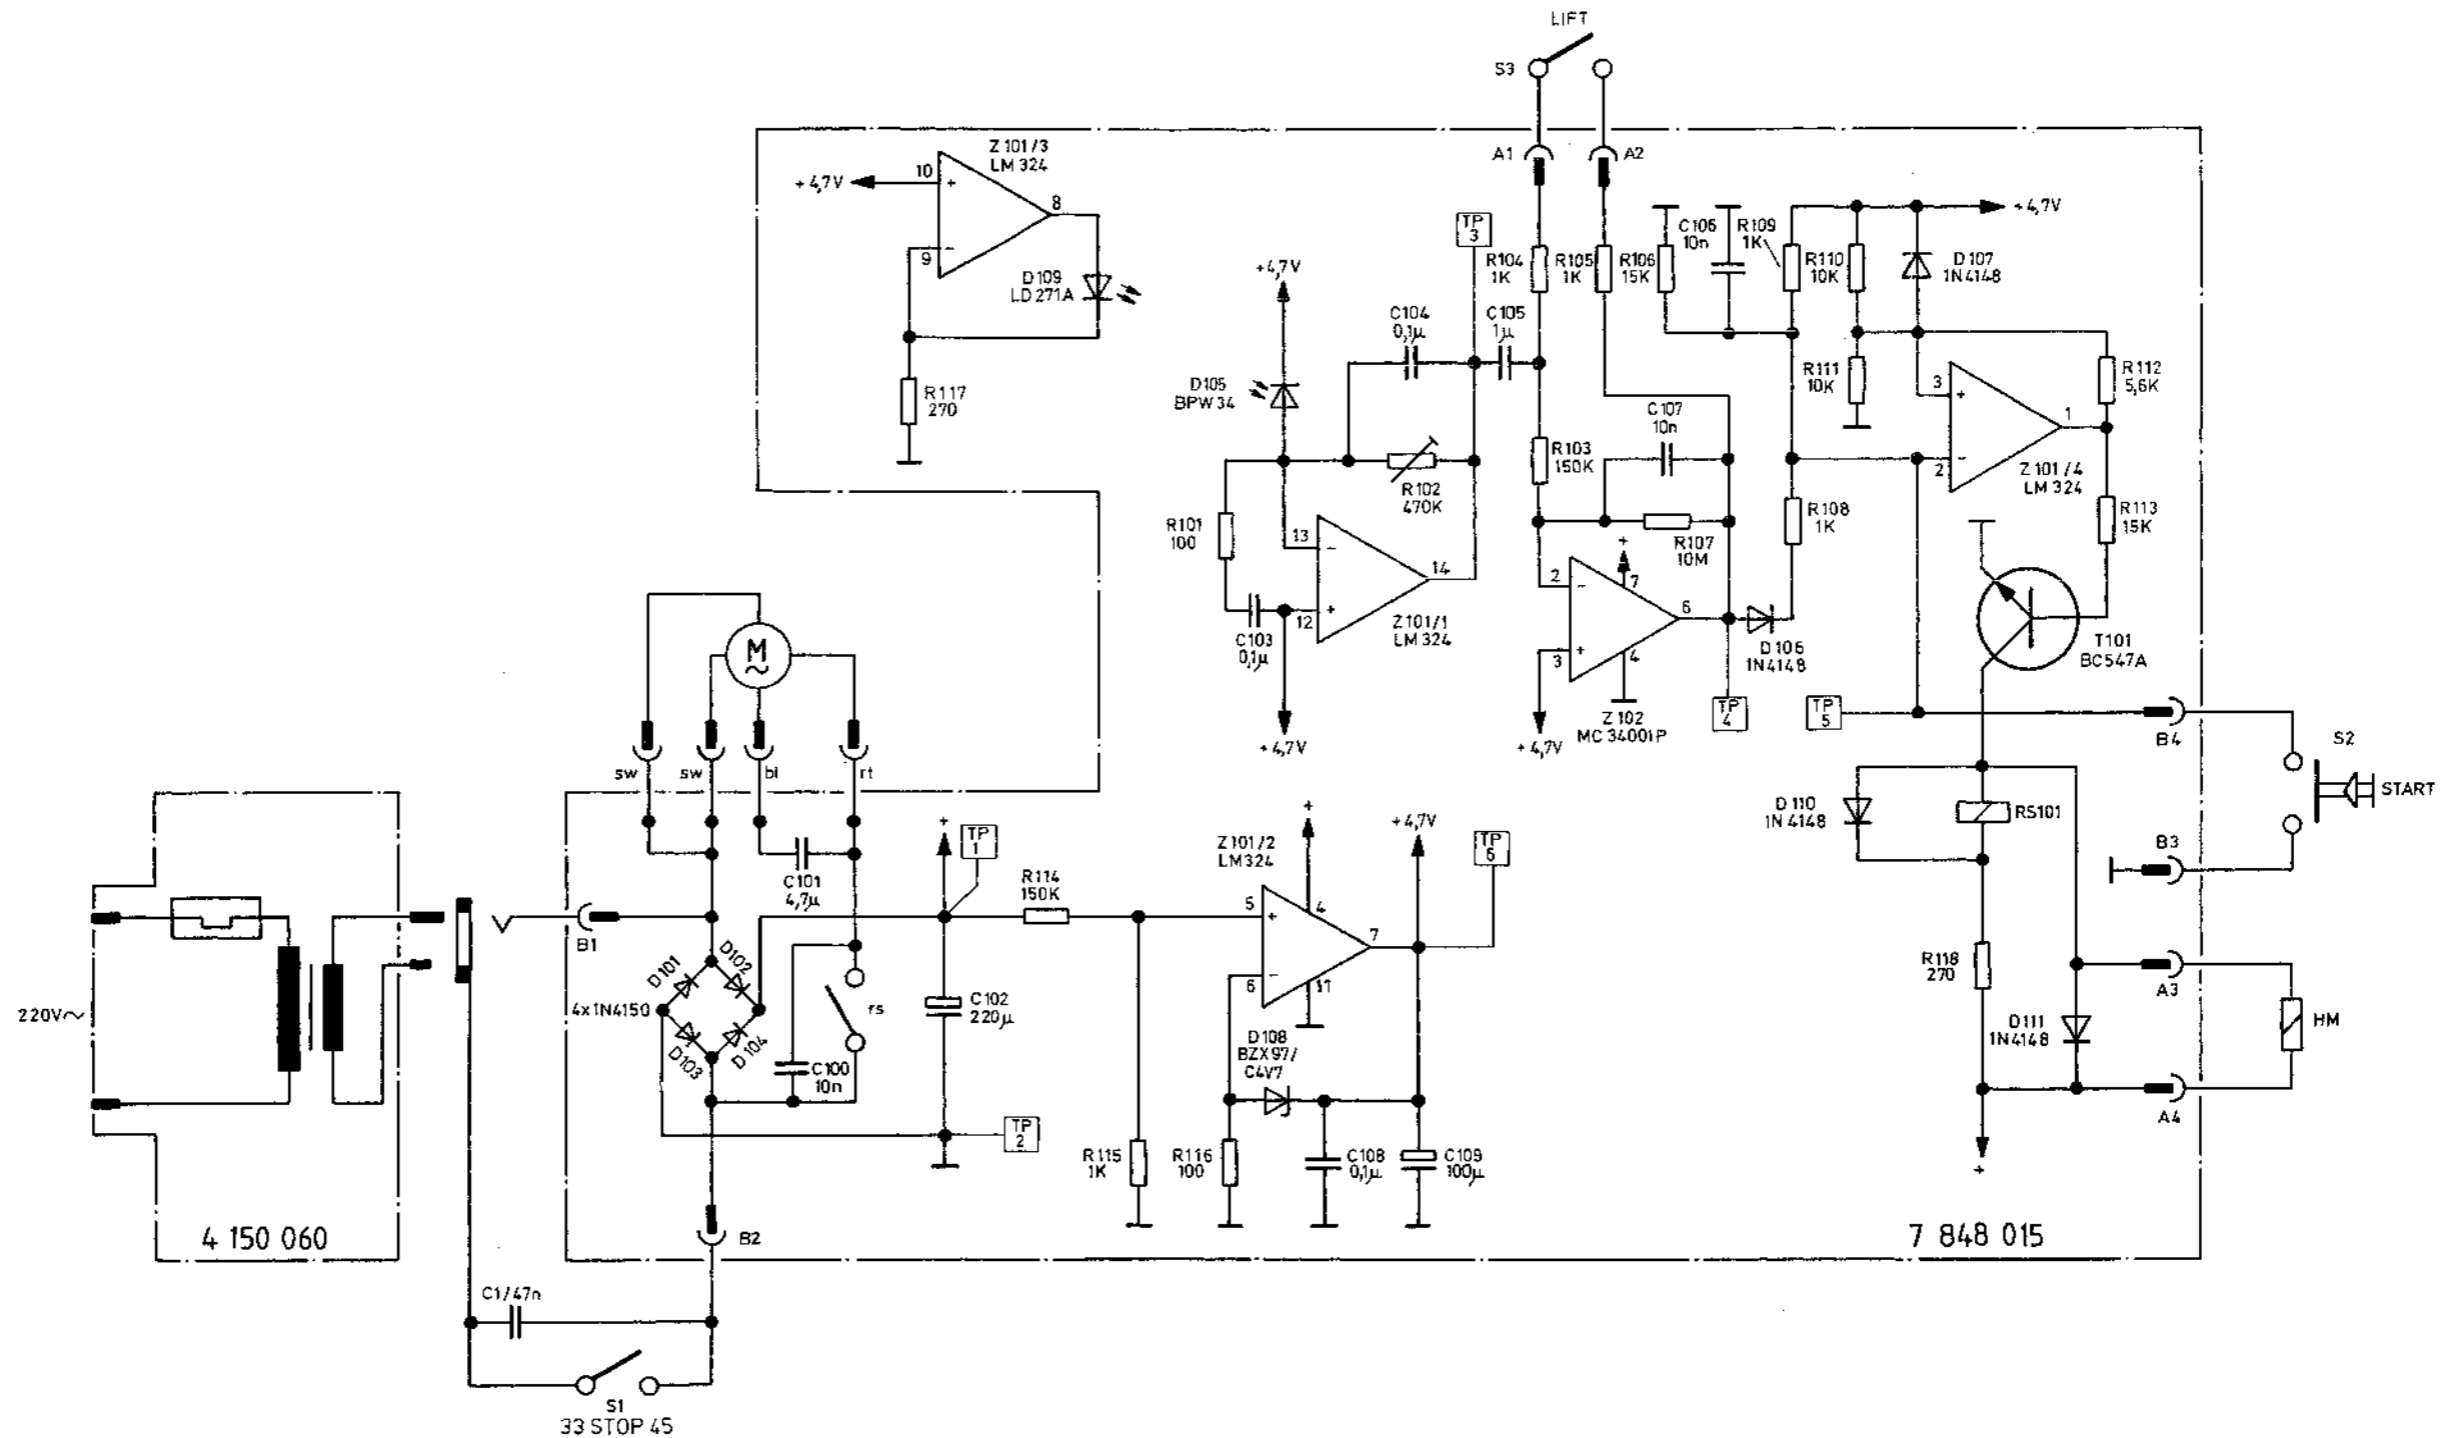 LIFT
S3
A1
A2
Z 101/3
LM 324
+4,7V
10
+
8
9
−
D109
LD 271A
R117
270
TP
3
+4,7V
R104
1K
R105
1K
R106
15K
C106
10n
R109
1K
R110
10K
D107
1N4148
+4,7V
C104
0,1µ
C105
1µ
D105
BPW 34
R111
10K
R112
5,6K
3
+
1
2
−
Z 101/4
LM 324
C107
10n
R103
150K
R102
470K
R101
100
13
−
14
+
12
Z101/1
LM 324
C103
0,1µ
+4,7V
R107
10M
R108
1K
R113
15K
+
7
2
−
6
+
3
4
Z 102
MC 34001P
+4,7V
D106
1N4148
TP
4
TP
5
T101
BC547A
B4
S2
START
B3
M
~
sw
sw
bl
rt
C101
4,7µ
+
TP
1
R114
150K
Z101/2
LM324
+
4
+4,7V
TP
6
5
+
7
6
−
11
D110
1N4148
RS101
R118
270
A3
D111
1N4148
HM
A4
+
220V~
B1
D101
D102
4x1N4150
D103
D104
rs
C100
10n
C102
220µ
TP
2
D108
BZX97/
C4V7
R115
1K
R116
100
C108
0,1µ
C109
100µ
4 150 060
B2
7 848 015
C1/47n
S1
33 STOP 45